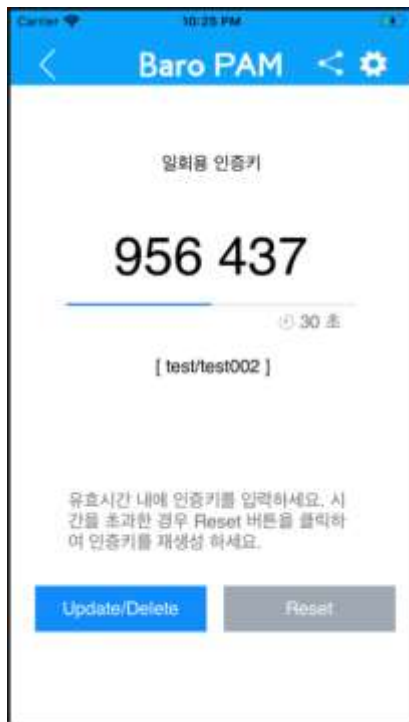 Carrier 10:25 PM
Baro PAM
일회용 인증키
956 437
30 초
[ test/test002 ]
유효시간 내에 인증키를 입력하세요. 시
간을 초과한 경우 Reset 버튼을 클릭하
여 인증키를 재생성 하세요.
Update/Delete Reset